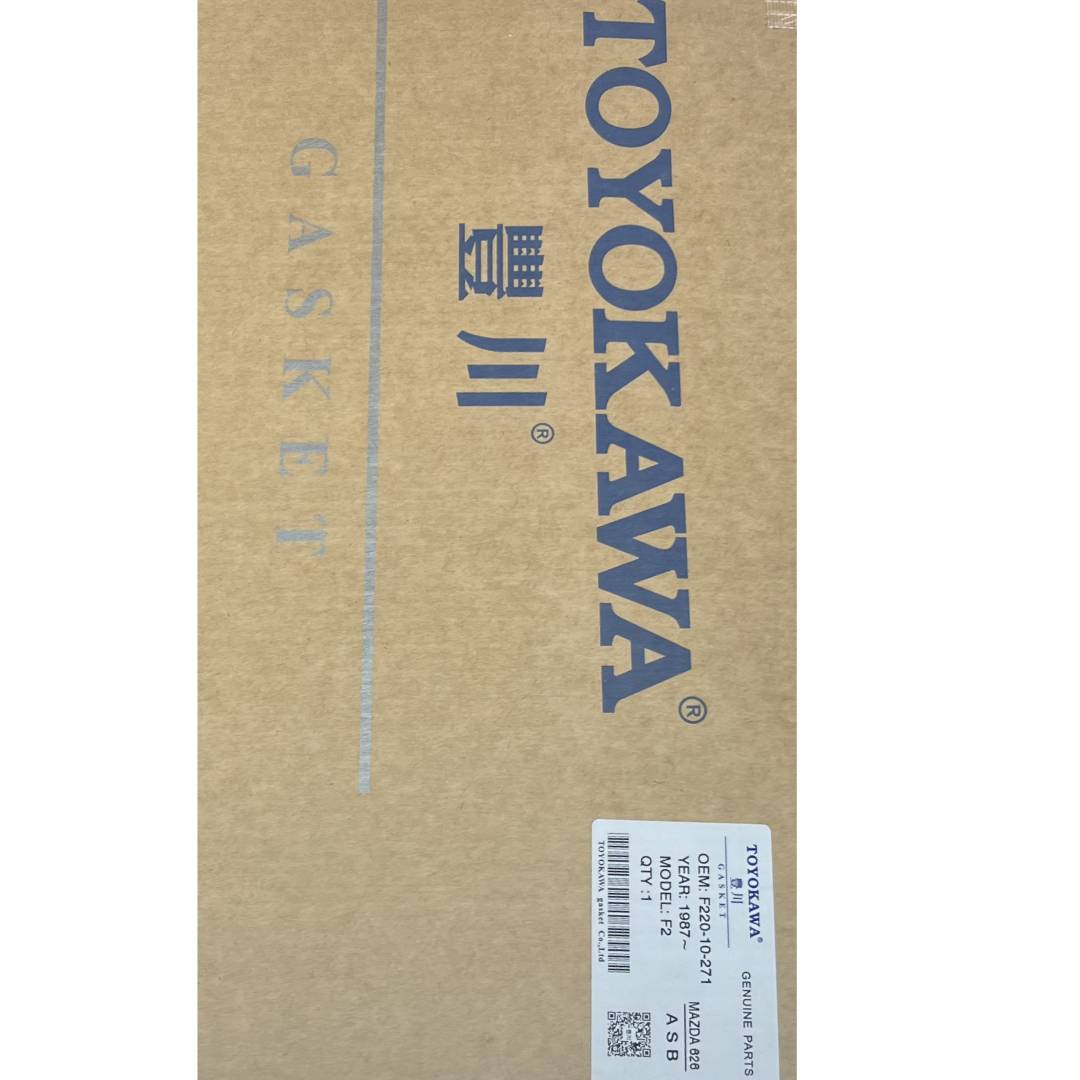 TOYOKAWA®
豐川®
GASKET
TOYOKAWA®
豊川
GASKET
GENUINE PARTS
OEM: F220-10-271
YEAR: 1987~
MODEL: F2
QTY :1
MAZDA 626
ASB
TOYOKAWA gasket Co.,Ltd